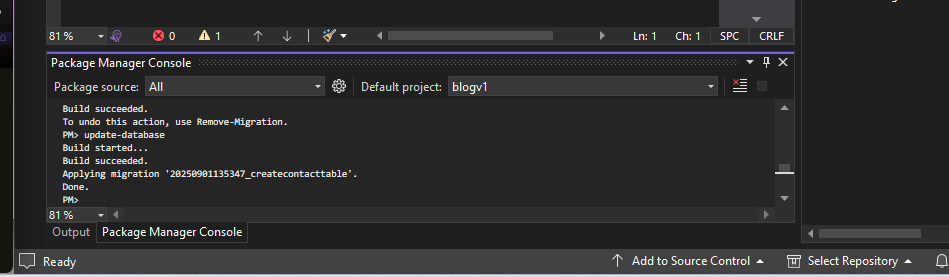 81 %
0
1
Ln: 1
Ch: 1
SPC
CRLF
Package Manager Console
Package source:
All
Default project:
blogv1
Build succeeded.
To undo this action, use Remove-Migration.
PM> update-database
Build started...
Build succeeded.
Applying migration '20250901135347_createcontacttable'.
Done.
PM>
81 %
Output
Package Manager Console
Ready
Add to Source Control
Select Repository